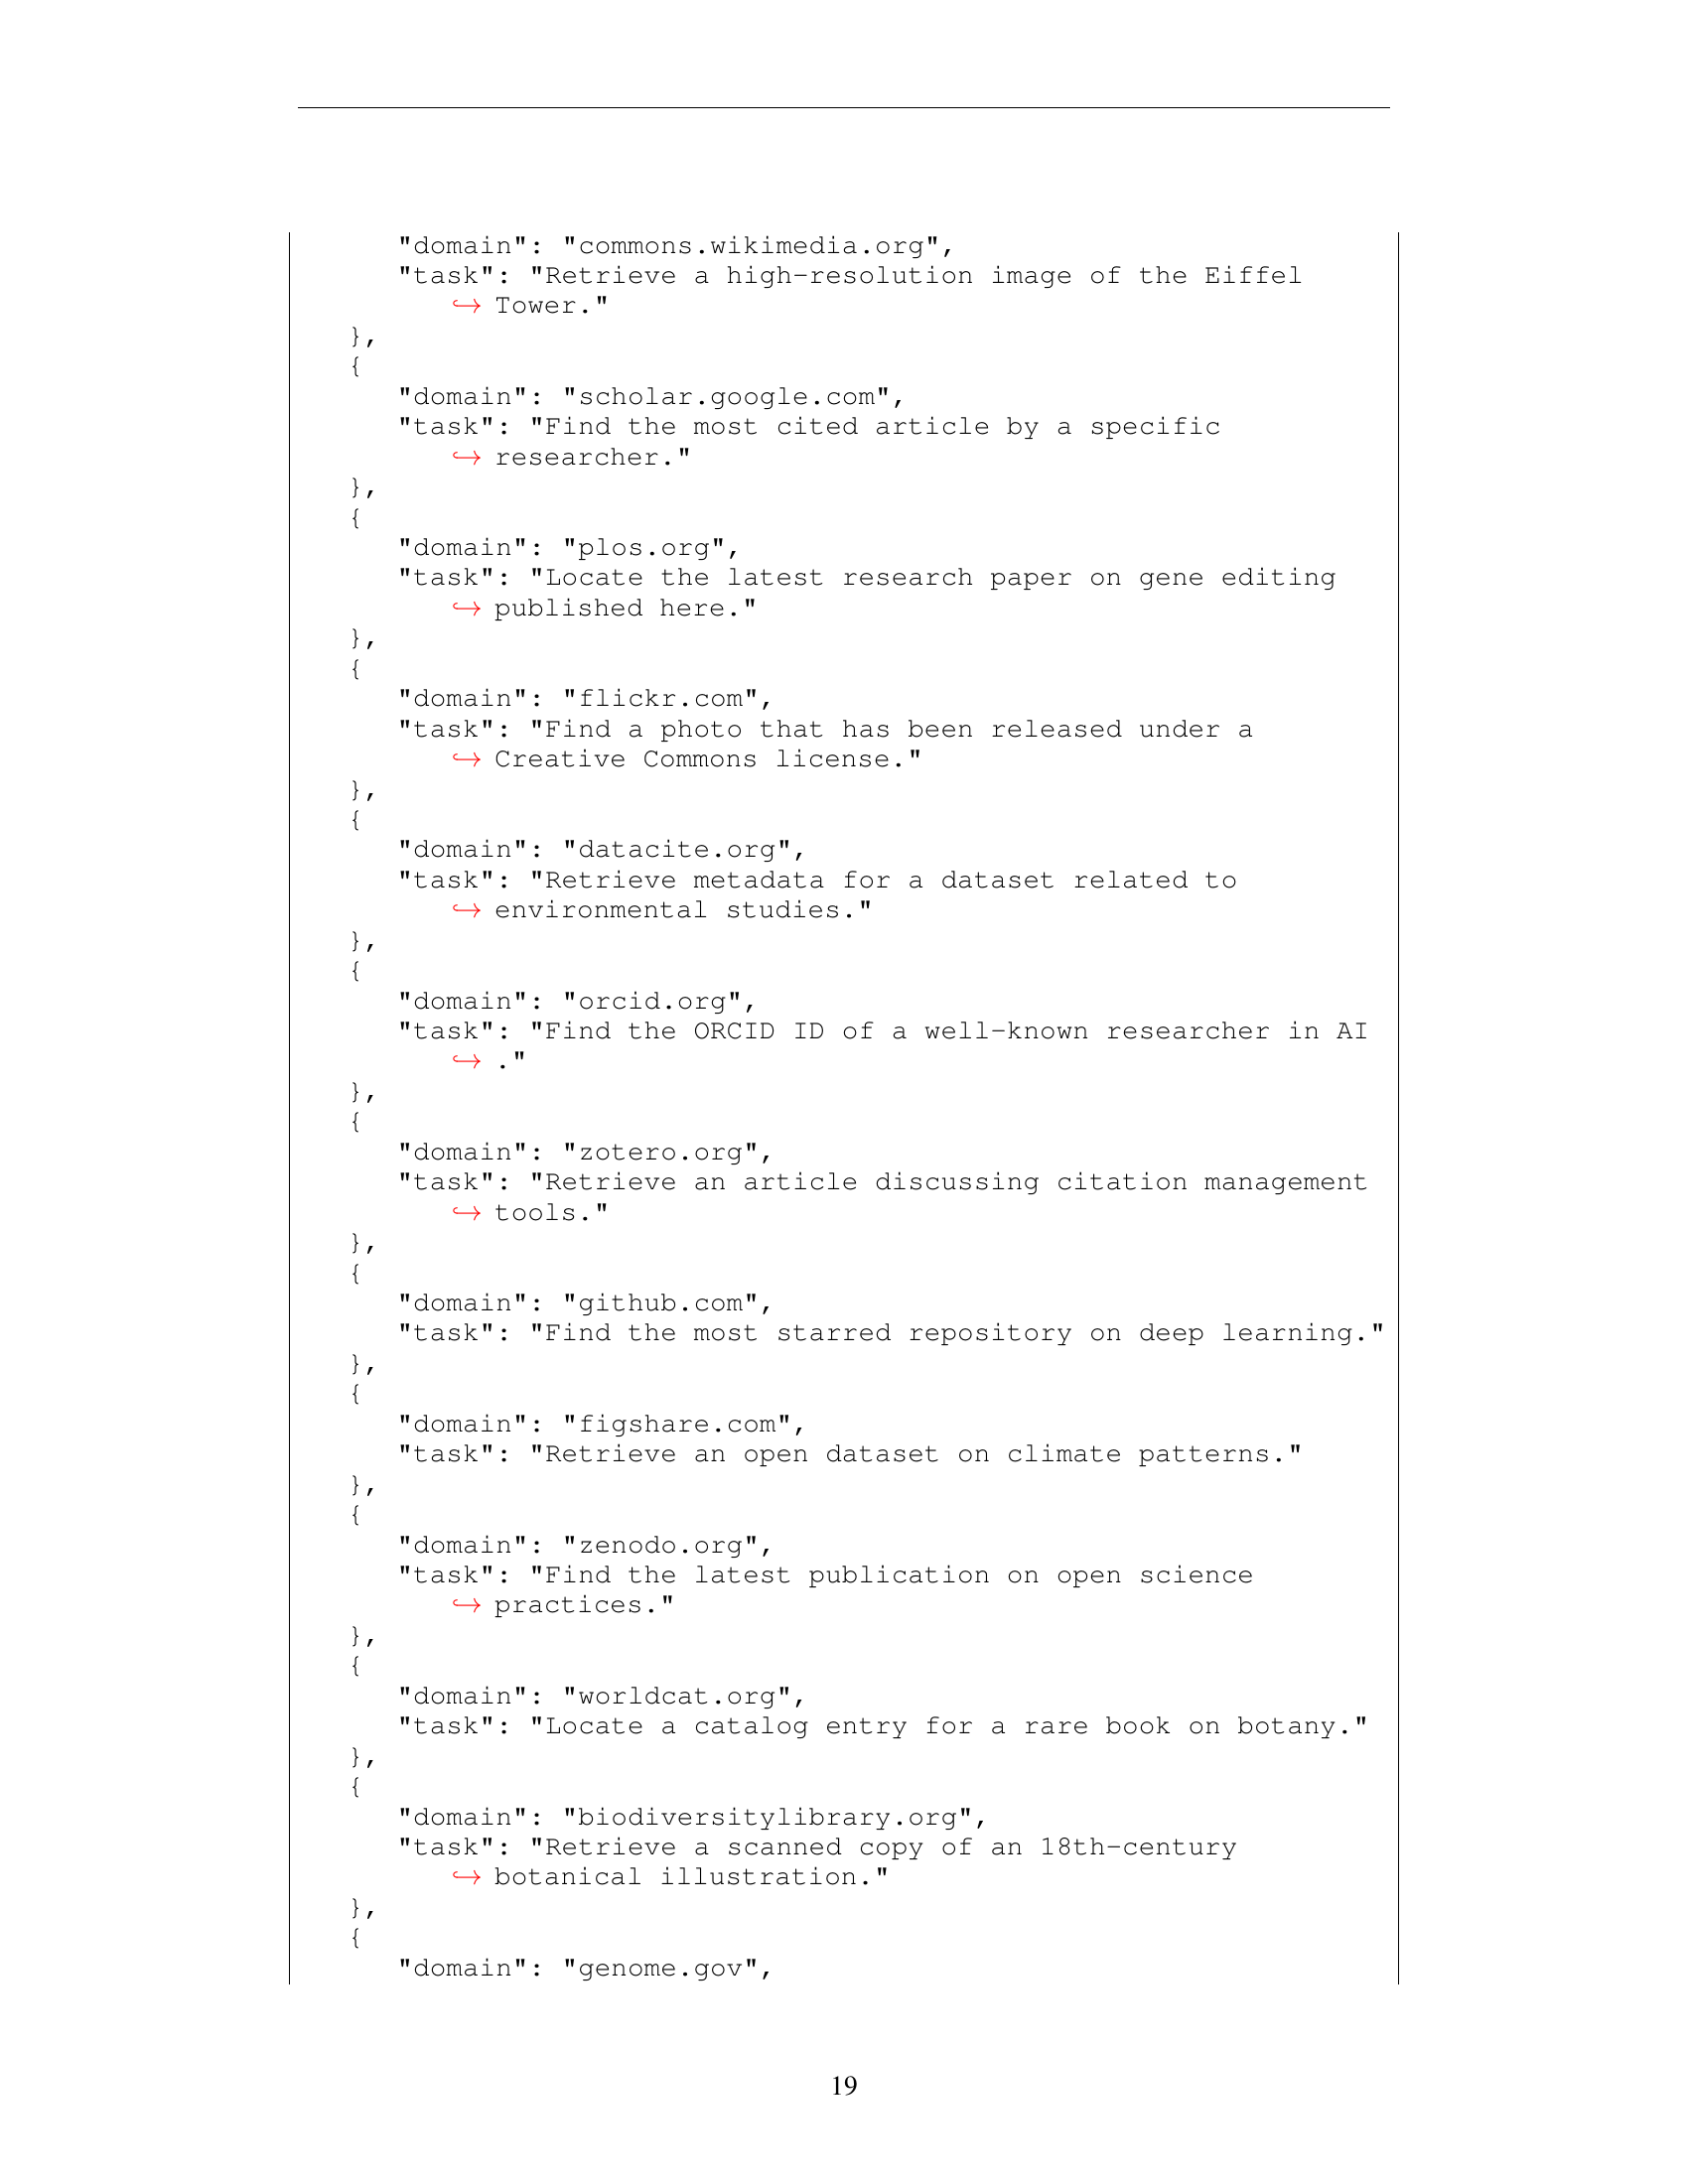 "domain": "commons.wikimedia.org",
"task": "Retrieve a high-resolution image of the Eiffel
↪ Tower."
},
{
"domain": "scholar.google.com",
"task": "Find the most cited article by a specific
↪ researcher."
},
{
"domain": "plos.org",
"task": "Locate the latest research paper on gene editing
↪ published here."
},
{
"domain": "flickr.com",
"task": "Find a photo that has been released under a
↪ Creative Commons license."
},
{
"domain": "datacite.org",
"task": "Retrieve metadata for a dataset related to
↪ environmental studies."
},
{
"domain": "orcid.org",
"task": "Find the ORCID ID of a well-known researcher in AI
↪ ."
},
{
"domain": "zotero.org",
"task": "Retrieve an article discussing citation management
↪ tools."
},
{
"domain": "github.com",
"task": "Find the most starred repository on deep learning."
},
{
"domain": "figshare.com",
"task": "Retrieve an open dataset on climate patterns."
},
{
"domain": "zenodo.org",
"task": "Find the latest publication on open science
↪ practices."
},
{
"domain": "worldcat.org",
"task": "Locate a catalog entry for a rare book on botany."
},
{
"domain": "biodiversitylibrary.org",
"task": "Retrieve a scanned copy of an 18th-century
↪ botanical illustration."
},
{
"domain": "genome.gov",
19